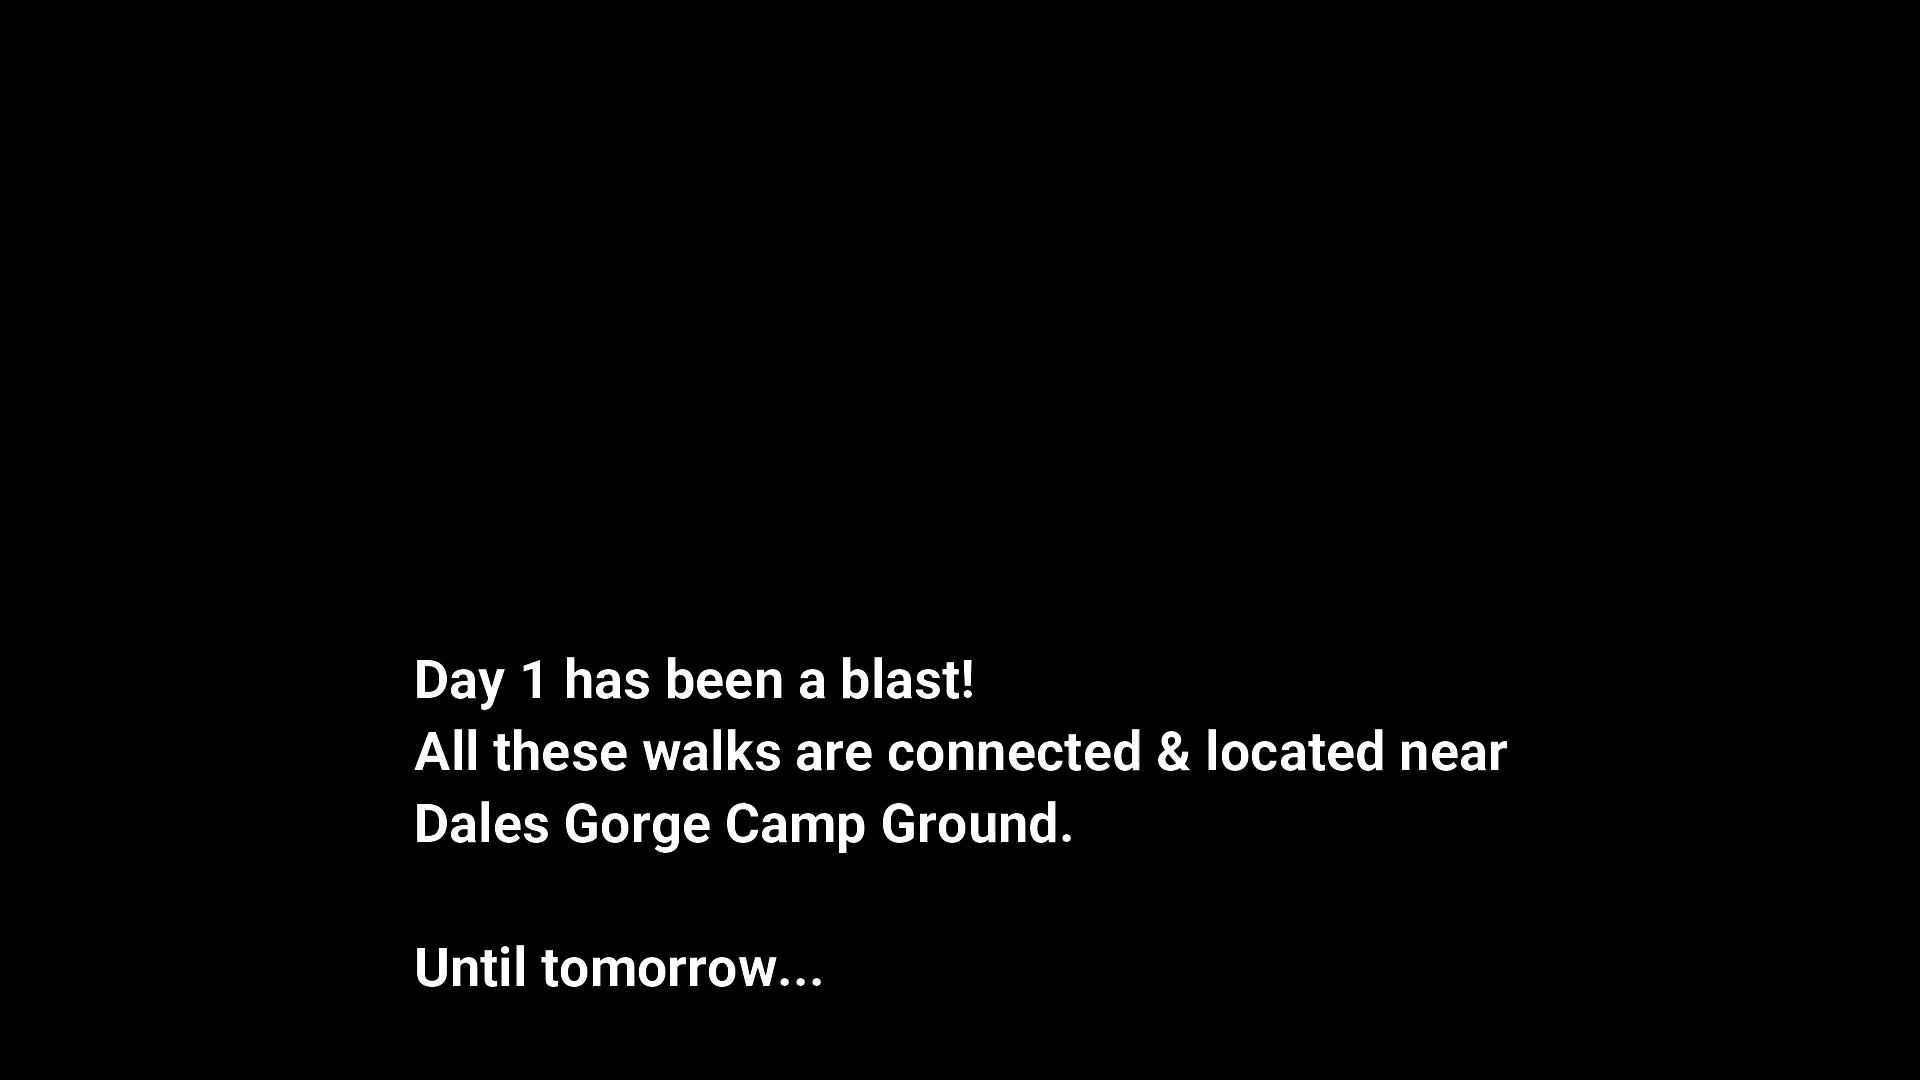 Day 1 has been a blast!
All these walks are connected & located near
Dales Gorge Camp Ground.
Until tomorrow...